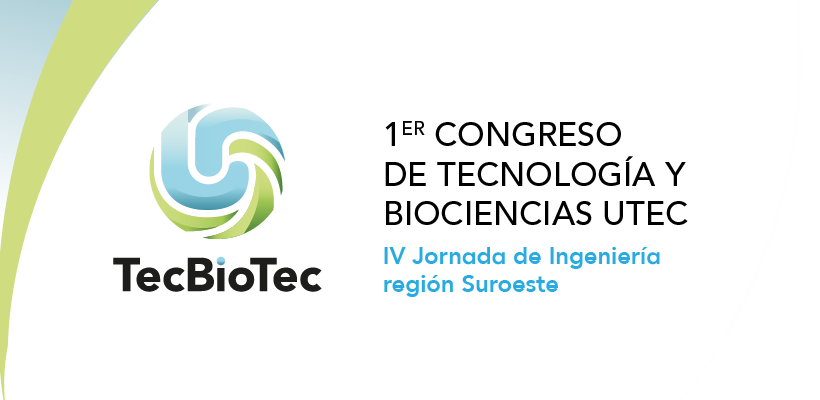 TecBioTec
1ER CONGRESO
DE TECNOLOGÍA Y
BIOCIENCIAS UTEC
IV Jornada de Ingeniería
región Suroeste